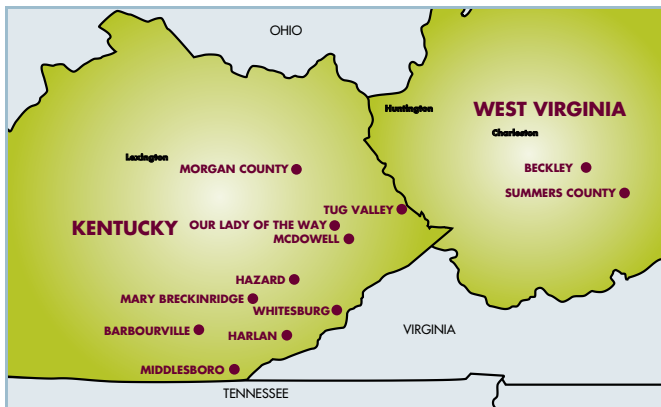 OHIO
Huntington
WEST VIRGINIA
Charleston
Lexington
MORGAN COUNTY
BECKLEY
SUMMERS COUNTY
TUG VALLEY
KENTUCKY
OUR LADY OF THE WAY
MCDOWELL
HAZARD
MARY BRECKINRIDGE
WHITESBURG
BARBOURVILLE
HARLAN
VIRGINIA
MIDDLESBORO
TENNESSEE